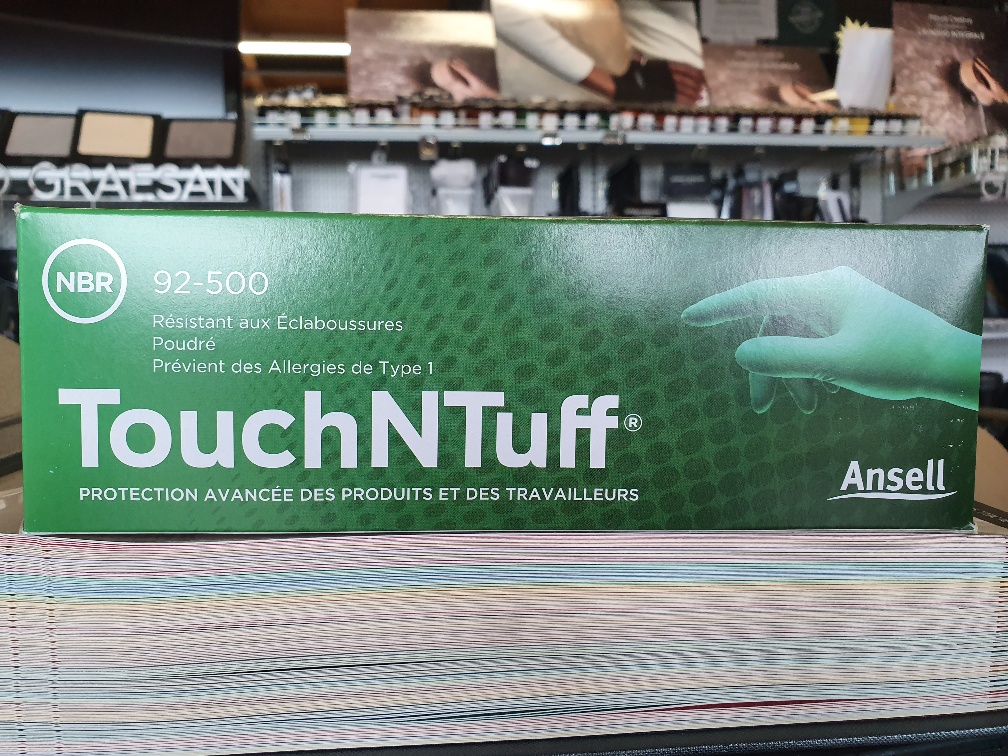 GRAESAN
NBR
92-500
Résistant aux Éclaboussures
Poudré
Prévient des Allergies de Type 1
TouchNTuff®
PROTECTION AVANCÉE DES PRODUITS ET DES TRAVAILLEURS
Ansell